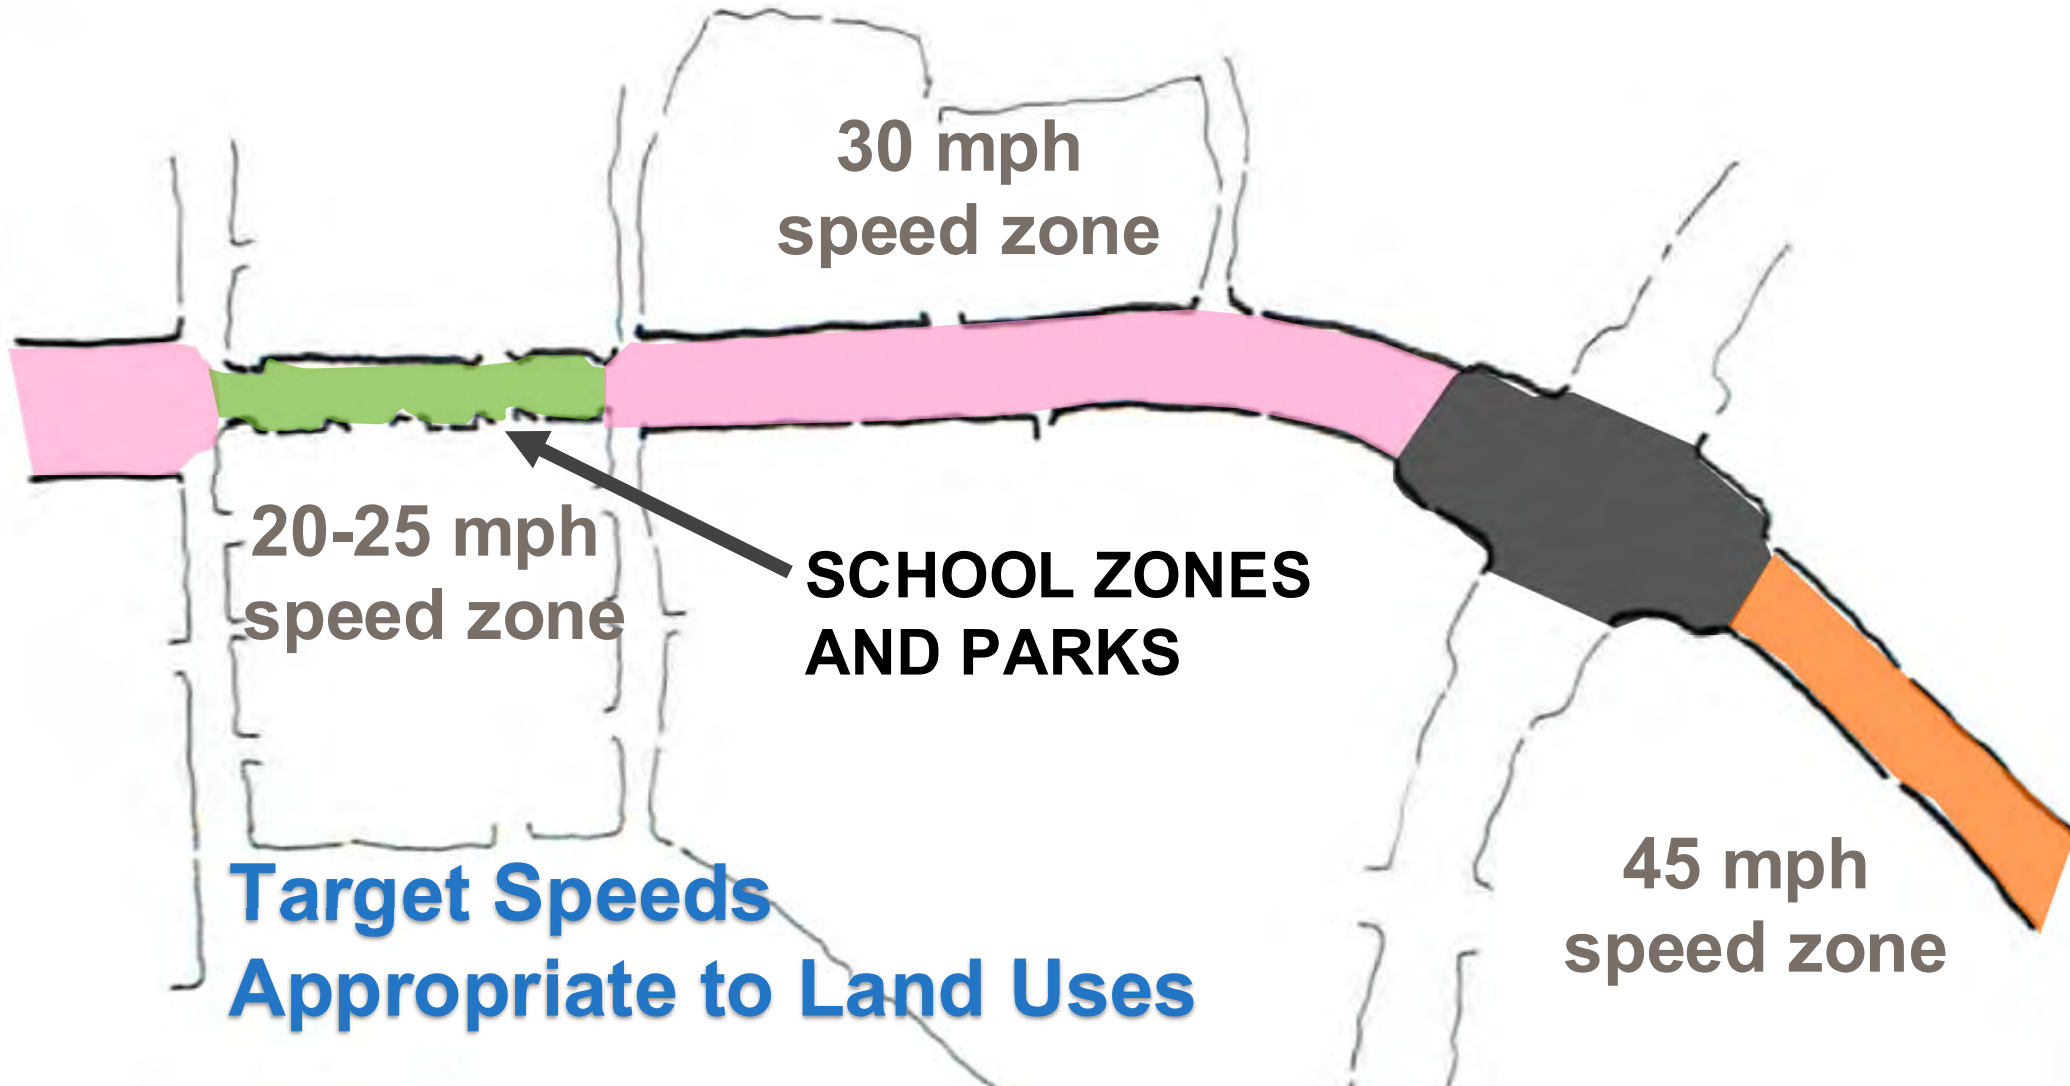 30 mph
speed zone
20-25 mph
speed zone
SCHOOL ZONES
AND PARKS
Target Speeds
Appropriate to Land Uses
45 mph
speed zone